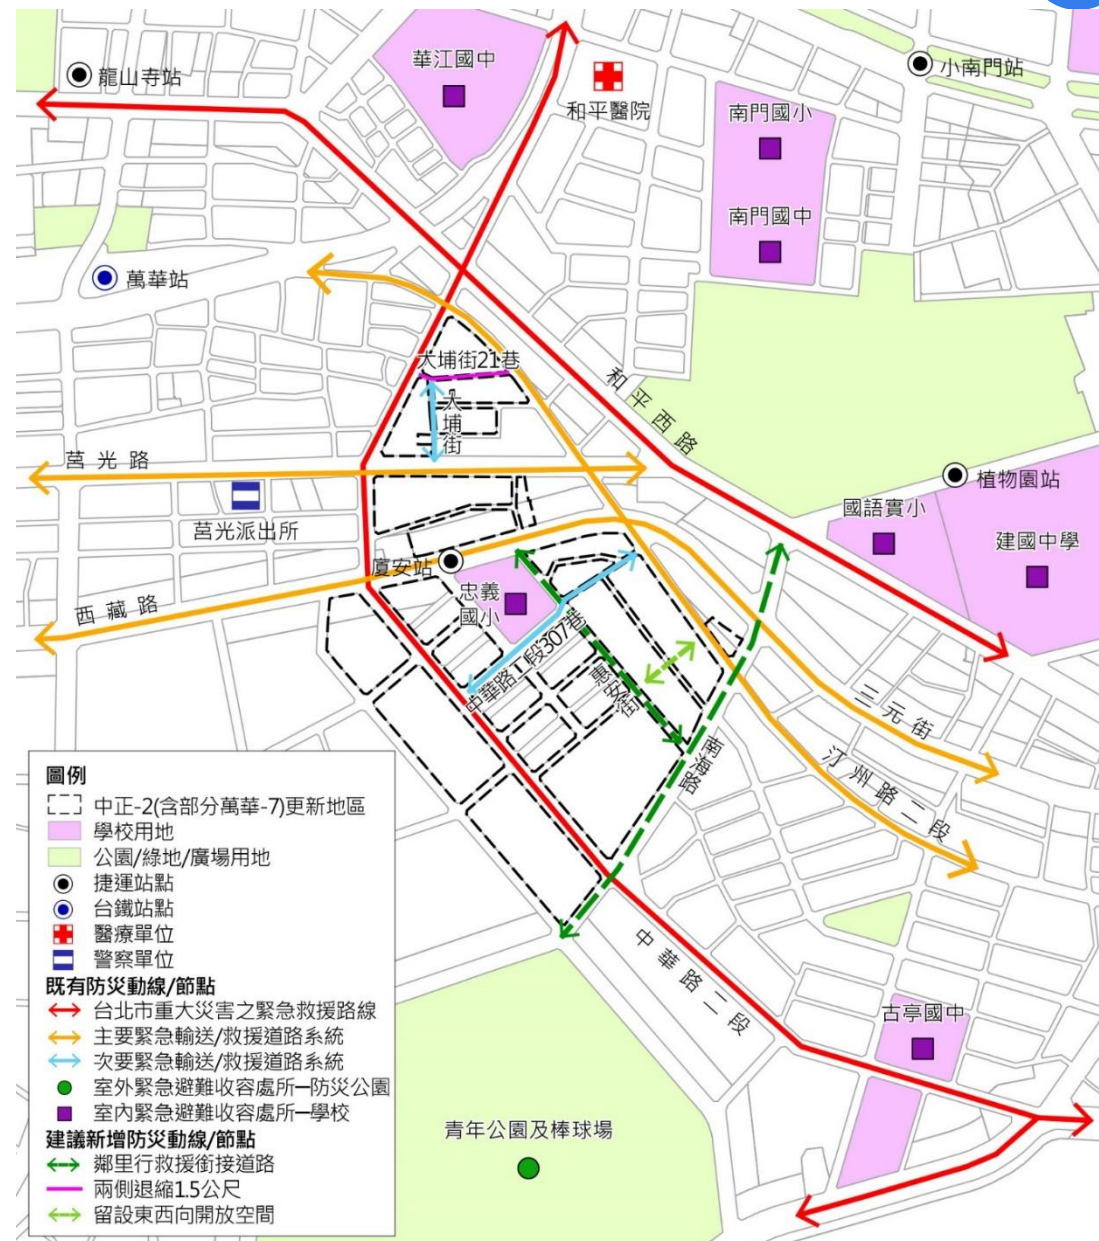 華江國中
龍山寺站
和平醫院
小南門站
南門國小
南門國中
萬華站
大埔街21巷
大埔街
和平西路
莒光路
莒光派出所
植物園站
國語實小
建國中學
廈安站
忠義
國小
西藏路
中華路二段307巷
惠安街
南海路
三元街
汀州路二段
中華路二段
古亭國中
青年公園及棒球場
圖例
中正-2(含部分萬華-7)更新地區
學校用地
公園/綠地/廣場用地
捷運站點
台鐵站點
醫療單位
警察單位
既有防災動線/節點
台北市重大災害之緊急救援路線
主要緊急輸送/救援道路系統
次要緊急輸送/救援道路系統
室外緊急避難收容處所—防災公園
室內緊急避難收容處所—學校
建議新增防災動線/節點
鄰里行救援銜接道路
兩側退縮1.5公尺
留設東西向開放空間